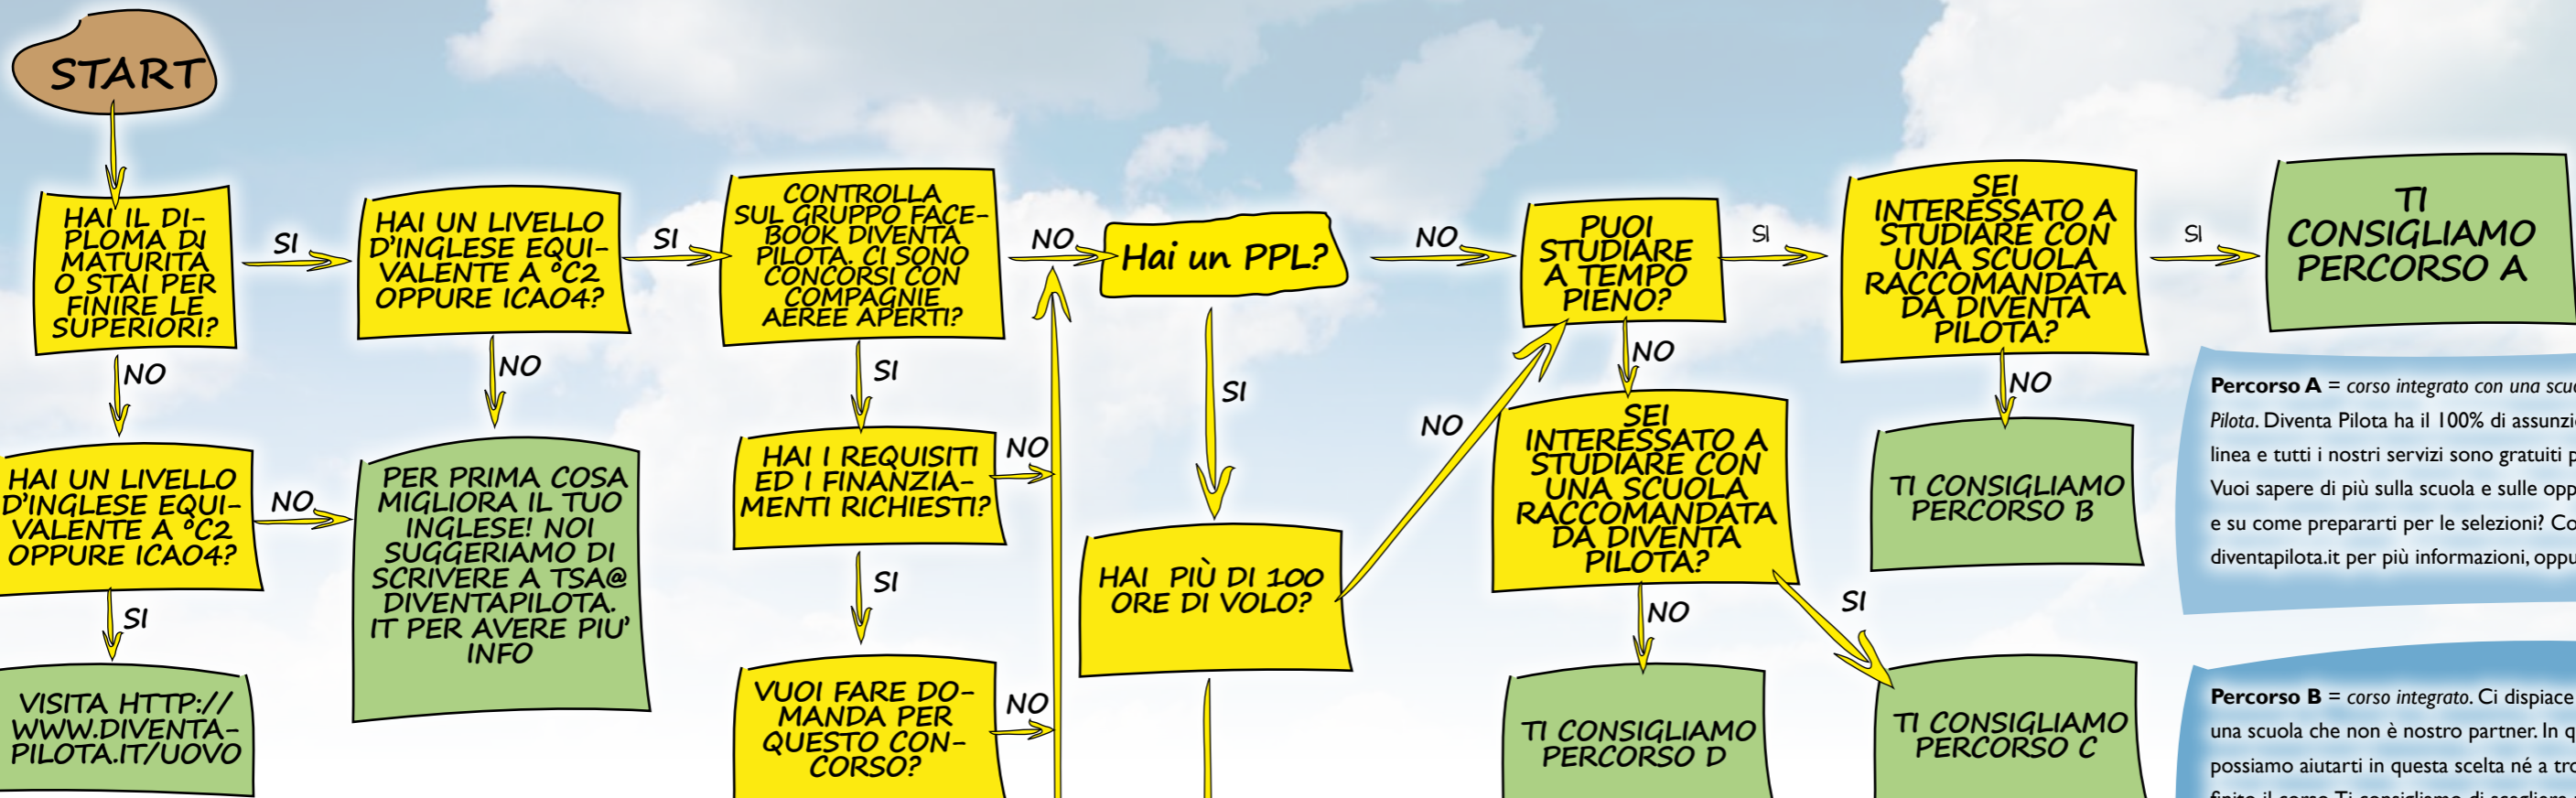 START
HAI IL DI-
PLOMA DI
MATURITÀ
O STAI PER
FINIRE LE
SUPERIORI?
SI
HAI UN LIVELLO
D'INGLESE EQUI-
VALENTE A °C2
OPPURE ICAO4?
SI
CONTROLLA
SUL GRUPPO FACE-
BOOK DIVENTA
PILOTA. CI SONO
CONCORSI CON
COMPAGNIE
AEREE APERTI?
NO
Hai un PPL?
NO
PUOI
STUDIARE
A TEMPO
PIENO?
SI
SEI
INTERESSATO A
STUDIARE CON
UNA SCUOLA
RACCOMANDATA
DA DIVENTA
PILOTA?
SI
TI
CONSIGLIAMO
PERCORSO A
NO
NO
SI
SI
NO
NO
HAI UN LIVELLO
D'INGLESE EQUI-
VALENTE A °C2
OPPURE ICAO4?
NO
PER PRIMA COSA
MIGLIORA IL TUO
INGLESE! NOI
SUGGERIAMO DI
SCRIVERE A TSA@
DIVENTAPILOTA.
IT PER AVERE PIU'
INFO
HAI I REQUISITI
ED I FINANZIA-
MENTI RICHIESTI?
NO
HAI PIÙ DI 100
ORE DI VOLO?
NO
SEI
INTERESSATO A
STUDIARE CON
UNA SCUOLA
RACCOMANDATA
DA DIVENTA
PILOTA?
TI CONSIGLIAMO
PERCORSO B
Percorso A = corso integrato con una scu
Pilota. Diventa Pilota ha il 100% di assunzi
linea e tutti i nostri servizi sono gratuiti p
Vuoi sapere di più sulla scuola e sulle opp
e su come prepararti per le selezioni? Co
diventapilota.it per più informazioni, oppu
SI
SI
NO
SI
VISITA HTTP://
WWW.DIVENTA-
PILOTA.IT/UOVO
VUOI FARE DO-
MANDA PER
QUESTO CON-
CORSO?
NO
TI CONSIGLIAMO
PERCORSO D
TI CONSIGLIAMO
PERCORSO C
Percorso B = corso integrato. Ci dispiace
una scuola che non è nostro partner. In q
possiamo aiutarti in questa scelta né a tro
finito il corso. Ti consigliamo di scegliere